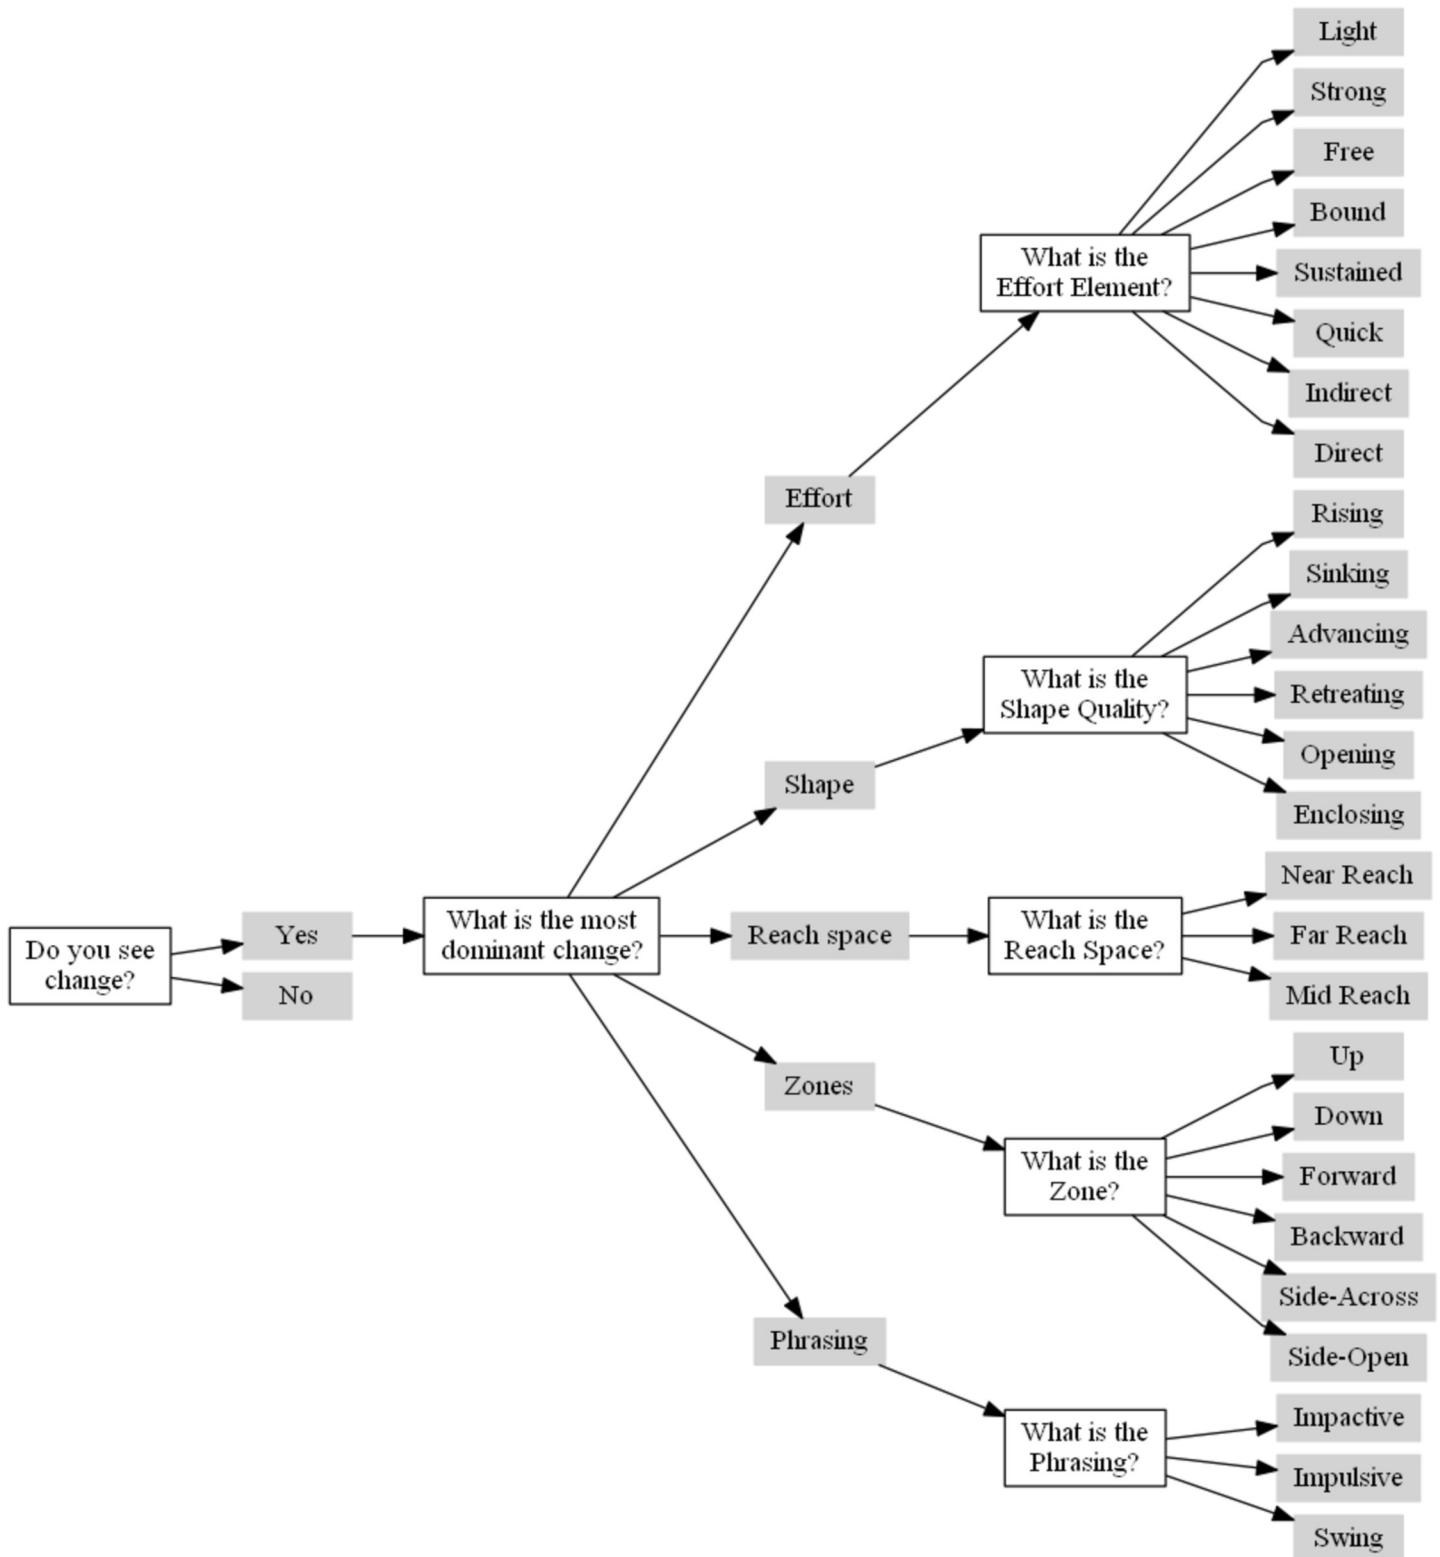 Do you see
change?
Yes
No
What is the most
dominant change?
Effort
Shape
Reach space
Zones
Phrasing
What is the
Effort Element?
Light
Strong
Free
Bound
Sustained
Quick
Indirect
Direct
What is the
Shape Quality?
Rising
Sinking
Advancing
Retreating
Opening
Enclosing
What is the
Reach Space?
Near Reach
Far Reach
Mid Reach
What is the
Zone?
Up
Down
Forward
Backward
Side-Across
Side-Open
What is the
Phrasing?
Impactive
Impulsive
Swing